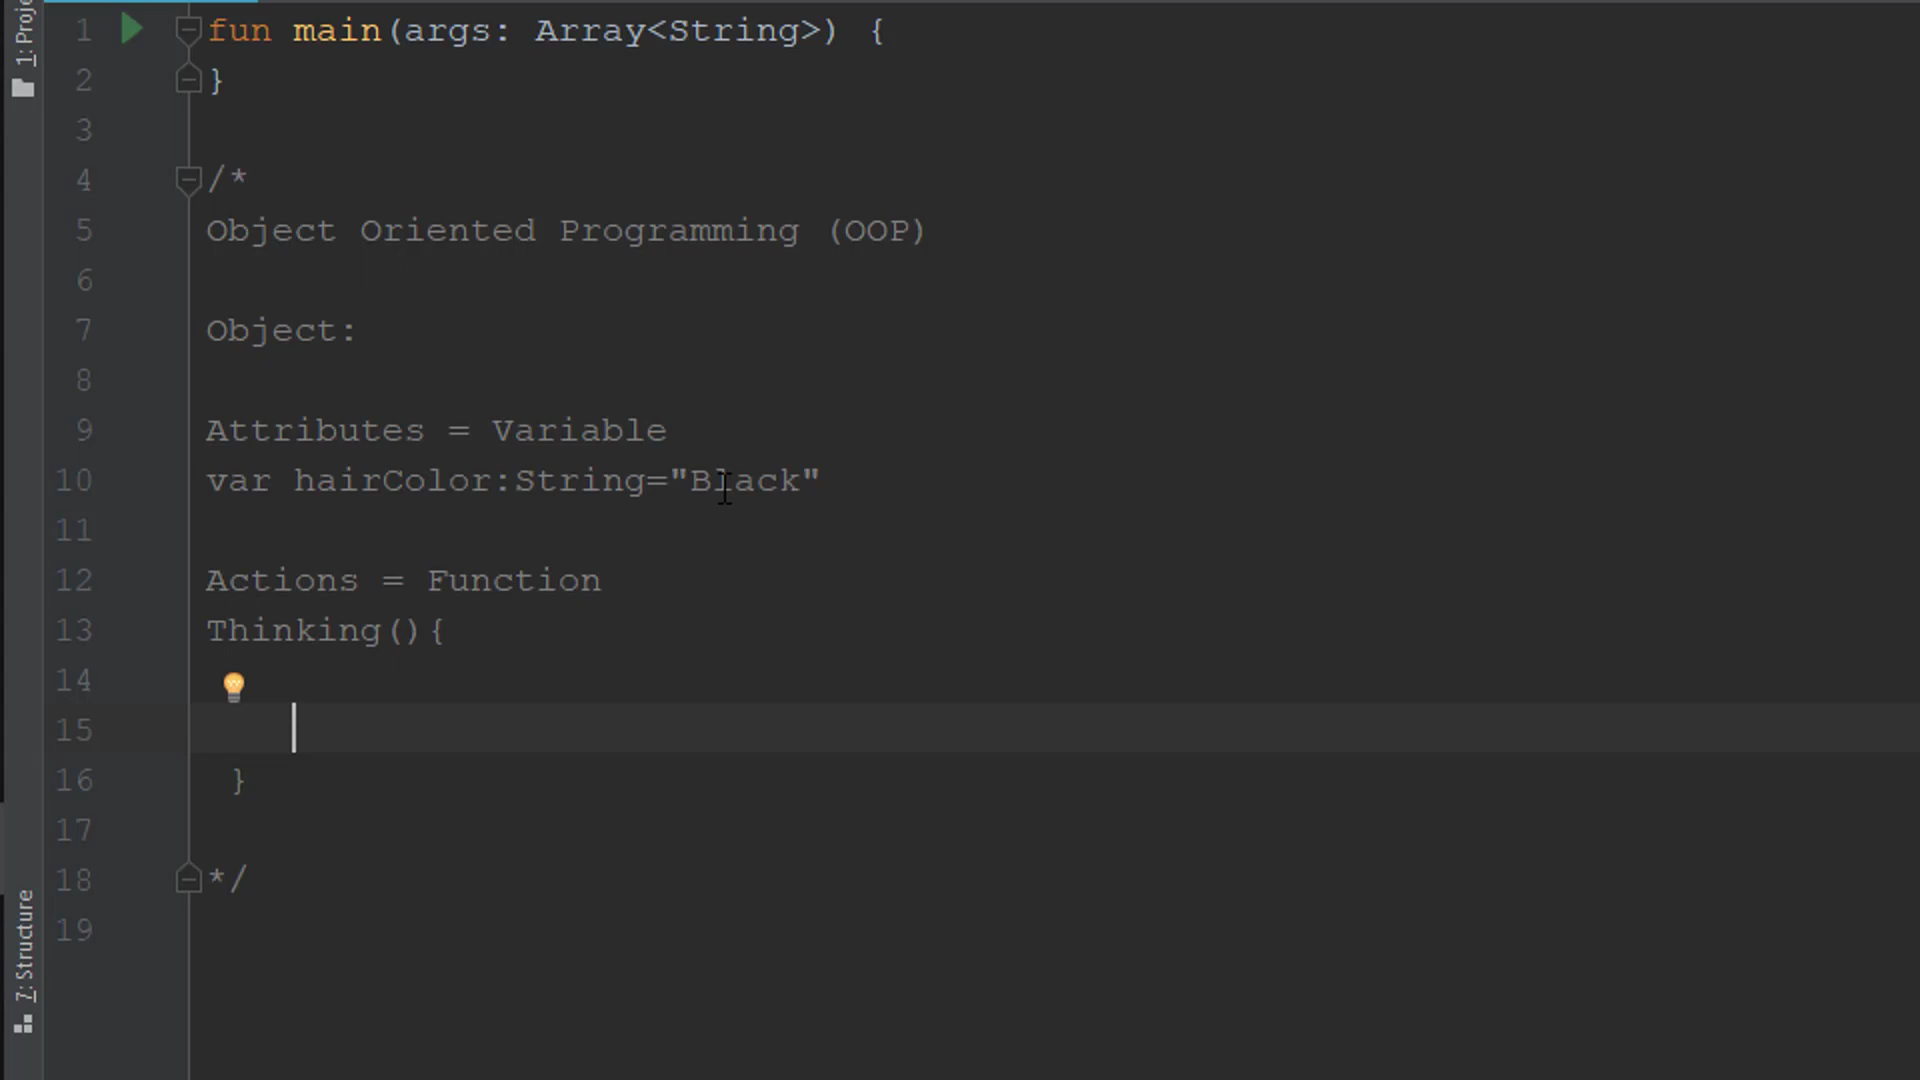 1: Proje
1 fun main(args: Array<String>) {
2 }
3
4 /*
5 Object Oriented Programming (OOP)
6
7 Object:
8
9 Attributes = Variable
10 var hairColor:String="Black"
11
12 Actions = Function
13 Thinking(){
14
15
16 }
17
18 */
19
7: Structure